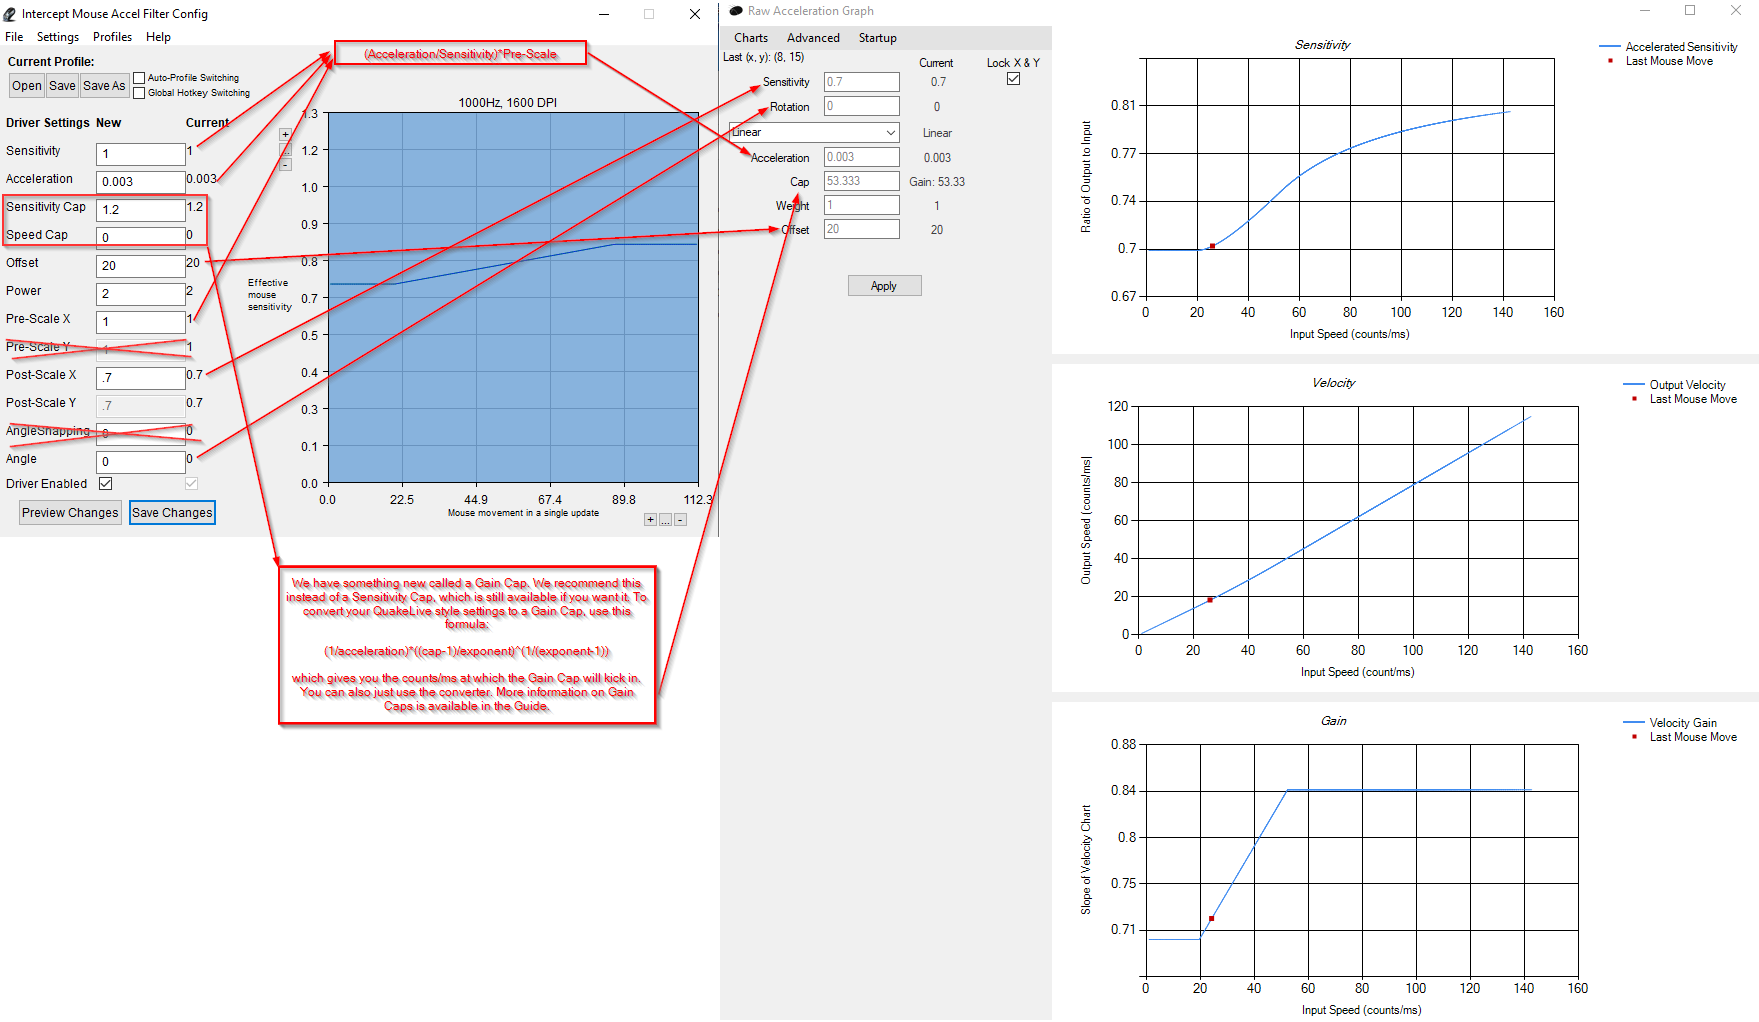 Intercept Mouse Accel Filter Config
File Settings Profiles Help
Current Profile:
Open Save Save As
Auto-Profile Switching
Global Hotkey Switching
Driver Settings New Current
Sensitivity 1 1
Acceleration 0.003 0.003
Sensitivity Cap 1.2 1.2
Speed Cap 0 0
Offset 20 20
Power 2 2
Pre-Scale X 1 1
Pre-Scale Y 1
Post-Scale X .7 0.7
Post-Scale Y .7 0.7
AngleSnapping 0 0
Angle 0 0
Driver Enabled
Preview Changes Save Changes
(Acceleration/Sensitivity)*Pre-Scale
1000Hz, 1600 DPI
+
...
-
1.3
1.2
1.0
0.9
0.8
0.7
0.5
0.4
0.3
0.1
0.0
Effective
mouse
sensitivity
0.0 22.5 44.9 67.4 89.8 112.3
Mouse movement in a single update
+ ... -
We have something new called a Gain Cap. We recommend this
instead of a Sensitivity Cap, which is still available if you want it. To
convert your QuakeLive style settings to a Gain Cap, use this
formula:
(1/acceleration)*((cap-1)/exponent)^(1/(exponent-1))
which gives you the counts/ms at which the Gain Cap will kick in.
You can also just use the converter. More information on Gain
Caps is available in the Guide.
Raw Acceleration Graph
Charts Advanced Startup
Last (x, y): (8, 15)
Current Lock X & Y
Sensitivity 0.7 0.7
Rotation 0 0
Linear Linear
Acceleration 0.003 0.003
Cap 53.333 Gain: 53.33
Weight 1 1
Offset 20 20
Apply
Sensitivity
Accelerated Sensitivity
Last Mouse Move
Ratio of Output to Input
0.81
0.77
0.74
0.7
0.67
0 20 40 60 80 100 120 140 160
Input Speed (counts/ms)
Velocity
Output Velocity
Last Mouse Move
Output Speed (counts/ms)
120
100
80
60
40
20
0
0 20 40 60 80 100 120 140 160
Input Speed (count/ms)
Gain
Velocity Gain
Last Mouse Move
Slope of Velocity Chart
0.88
0.84
0.8
0.75
0.71
0 20 40 60 80 100 120 140 160
Input Speed (counts/ms)